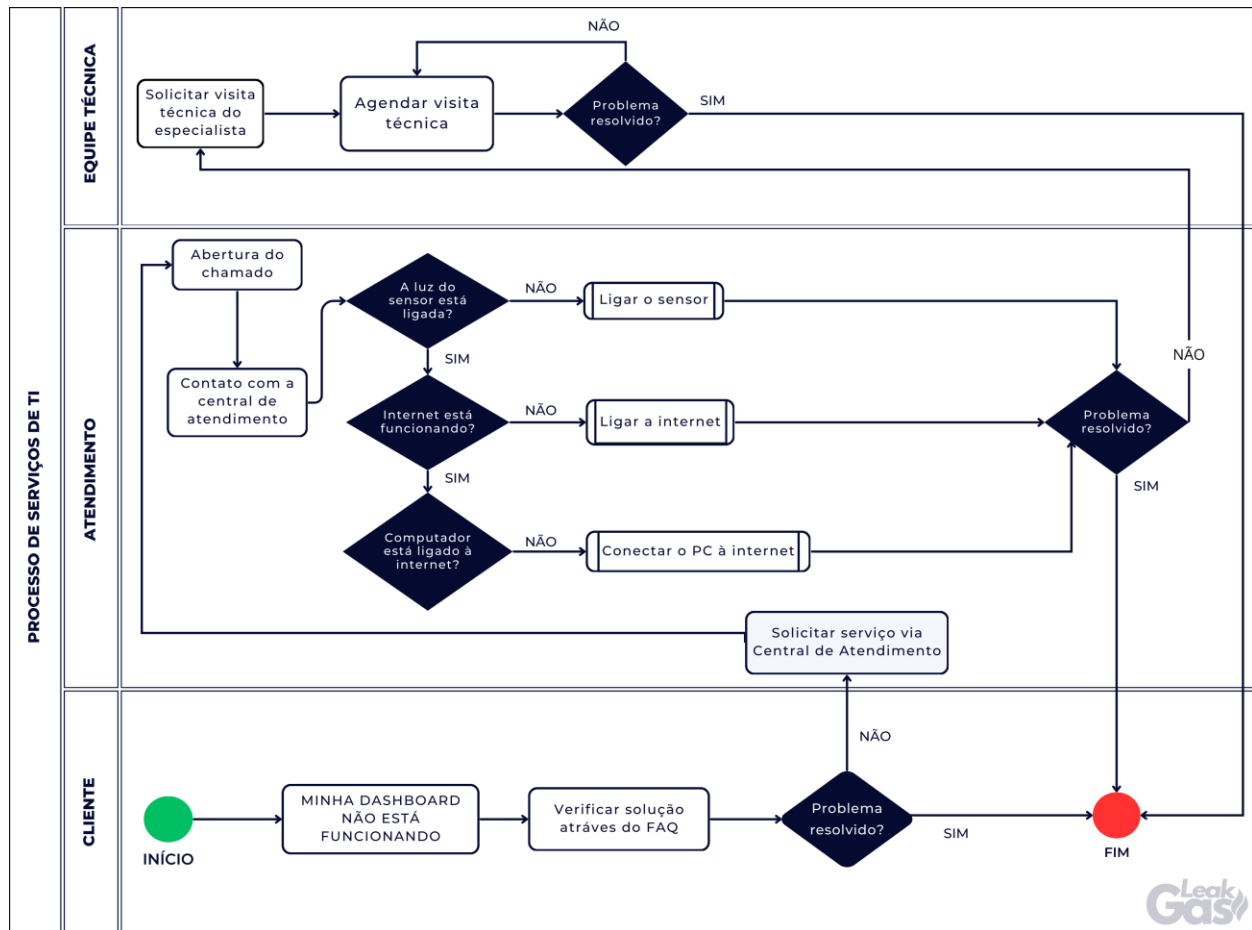 PROCESSO DE SERVIÇOS DE TI
EQUIPE TÉCNICA
NÃO
Solicitar visita
técnica do
especialista
Agendar visita
técnica
Problema
resolvido?
SIM
ATENDIMENTO
Abertura do
chamado
Contato com a
central de
atendimento
A luz do
sensor está
ligada?
NÃO
Ligar o sensor
SIM
Internet está
funcionando?
NÃO
Ligar a internet
SIM
Computador
está ligado à
internet?
NÃO
Conectar o PC à internet
Problema
resolvido?
NÃO
SIM
Solicitar serviço via
Central de Atendimento
CLIENTE
INÍCIO
MINHA DASHBOARD
NÃO ESTÁ
FUNCIONANDO
Verificar solução
atráves do FAQ
Problema
resolvido?
NÃO
SIM
FIM
Leak
Gas